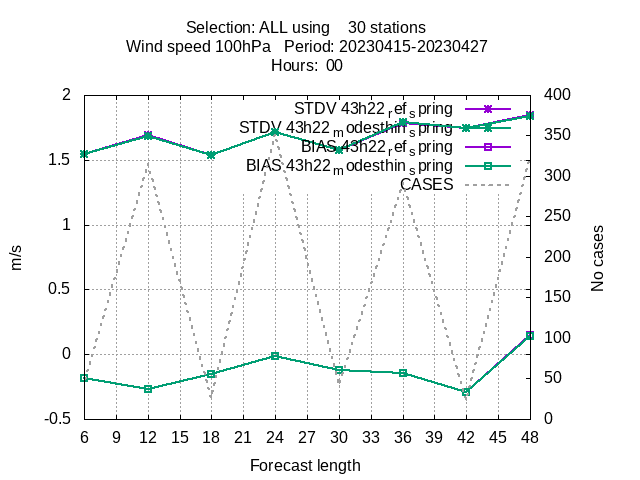 Selection: ALL using    30 stations
Wind speed 100hPa   Period: 20230415-20230427
Hours:  00
STDV 43h22_ref_spring
STDV 43h22_modesthin_spring
BIAS 43h22_ref_spring
BIAS 43h22_modesthin_spring
CASES
2
1.5
1
0.5
0
-0.5
m/s
400
350
300
250
200
150
100
50
0
No cases
6 9 12 15 18 21 24 27 30 33 36 39 42 45 48
Forecast length